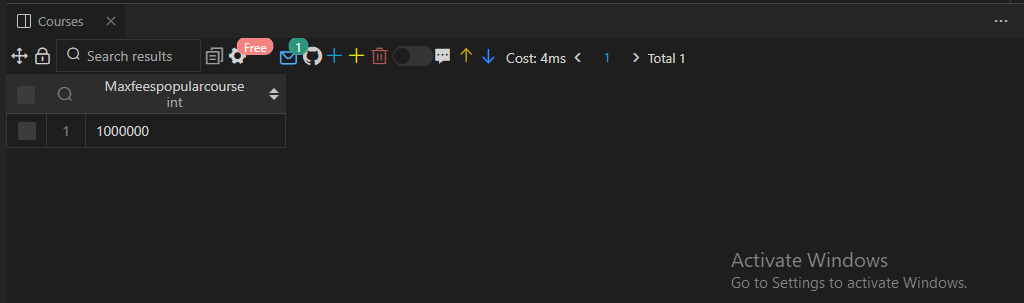 Courses
Search results
Free
1
Cost: 4ms
1
Total 1
Maxfeespopularcourse
int
1
1000000
Activate Windows
Go to Settings to activate Windows.